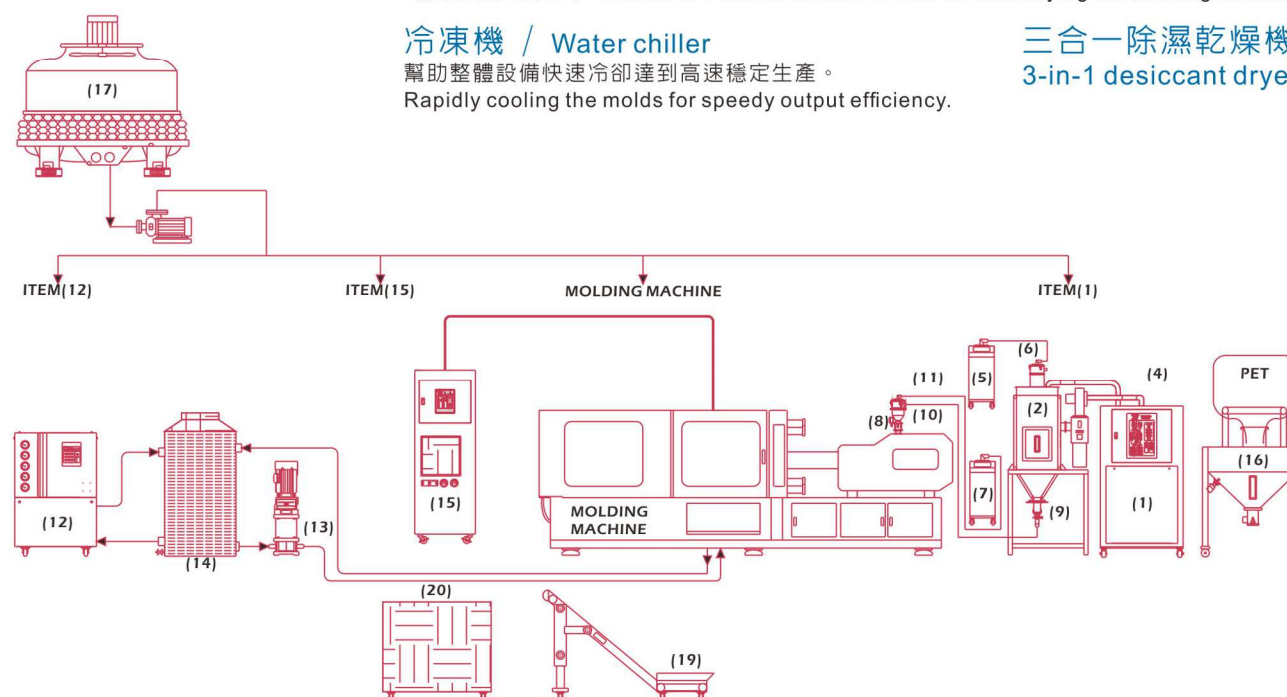 冷凍機 / Water chiller
幫助整體設備快速冷卻達到高速穩定生產。
Rapidly cooling the molds for speedy output efficiency.
三合一除濕乾燥機
3-in-1 desiccant drye
(17)
ITEM(12)
ITEM(15)
MOLDING MACHINE
ITEM(1)
(6)
(11)
(5)
(4)
PET
(8)
(10)
(2)
(16)
(7)
(15)
(9)
(1)
(12)
(13)
MOLDING
MACHINE
(14)
(20)
(19)